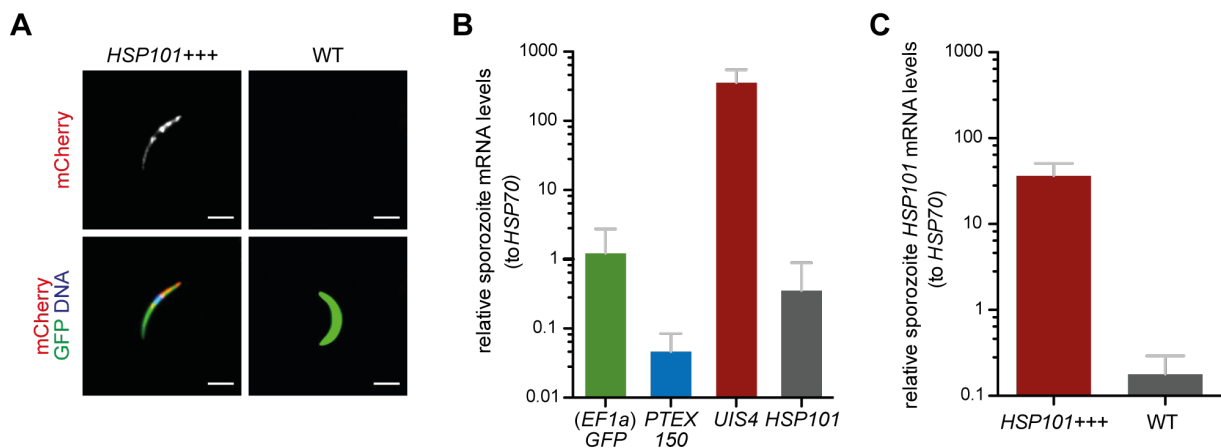 A
HSP101+++ WT
mCherry
mCherry
GFP DNA
B
relative sporozoite mRNA levels
(to HSP70)
1000
100
10
1
0.1
0.01
(EF1a)
GFP
PTEX
150
UIS4
HSP101
C
relative sporozoite HSP101 mRNA levels
(to HSP70)
1000
100
10
1
0.1
HSP101+++
WT